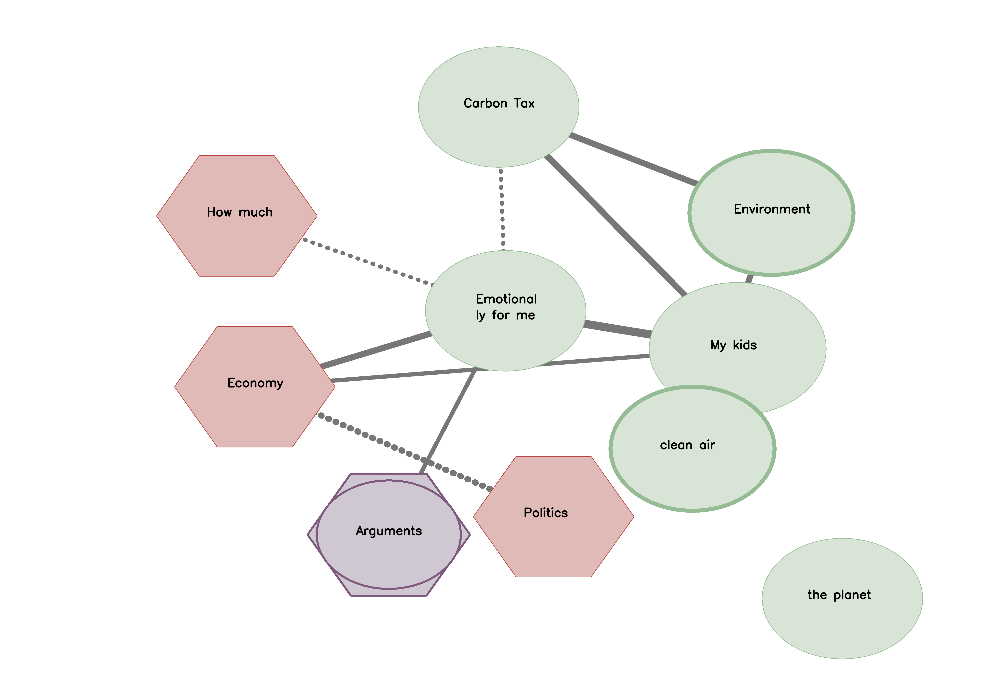 Carbon Tax
Environment
How much
Emotional
ly for me
My kids
Economy
clean air
Politics
Arguments
the planet